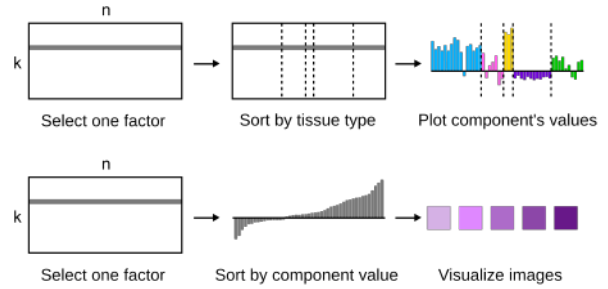 n
k
Select one factor
Sort by tissue type
Plot component's values
n
k
Select one factor
Sort by component value
Visualize images